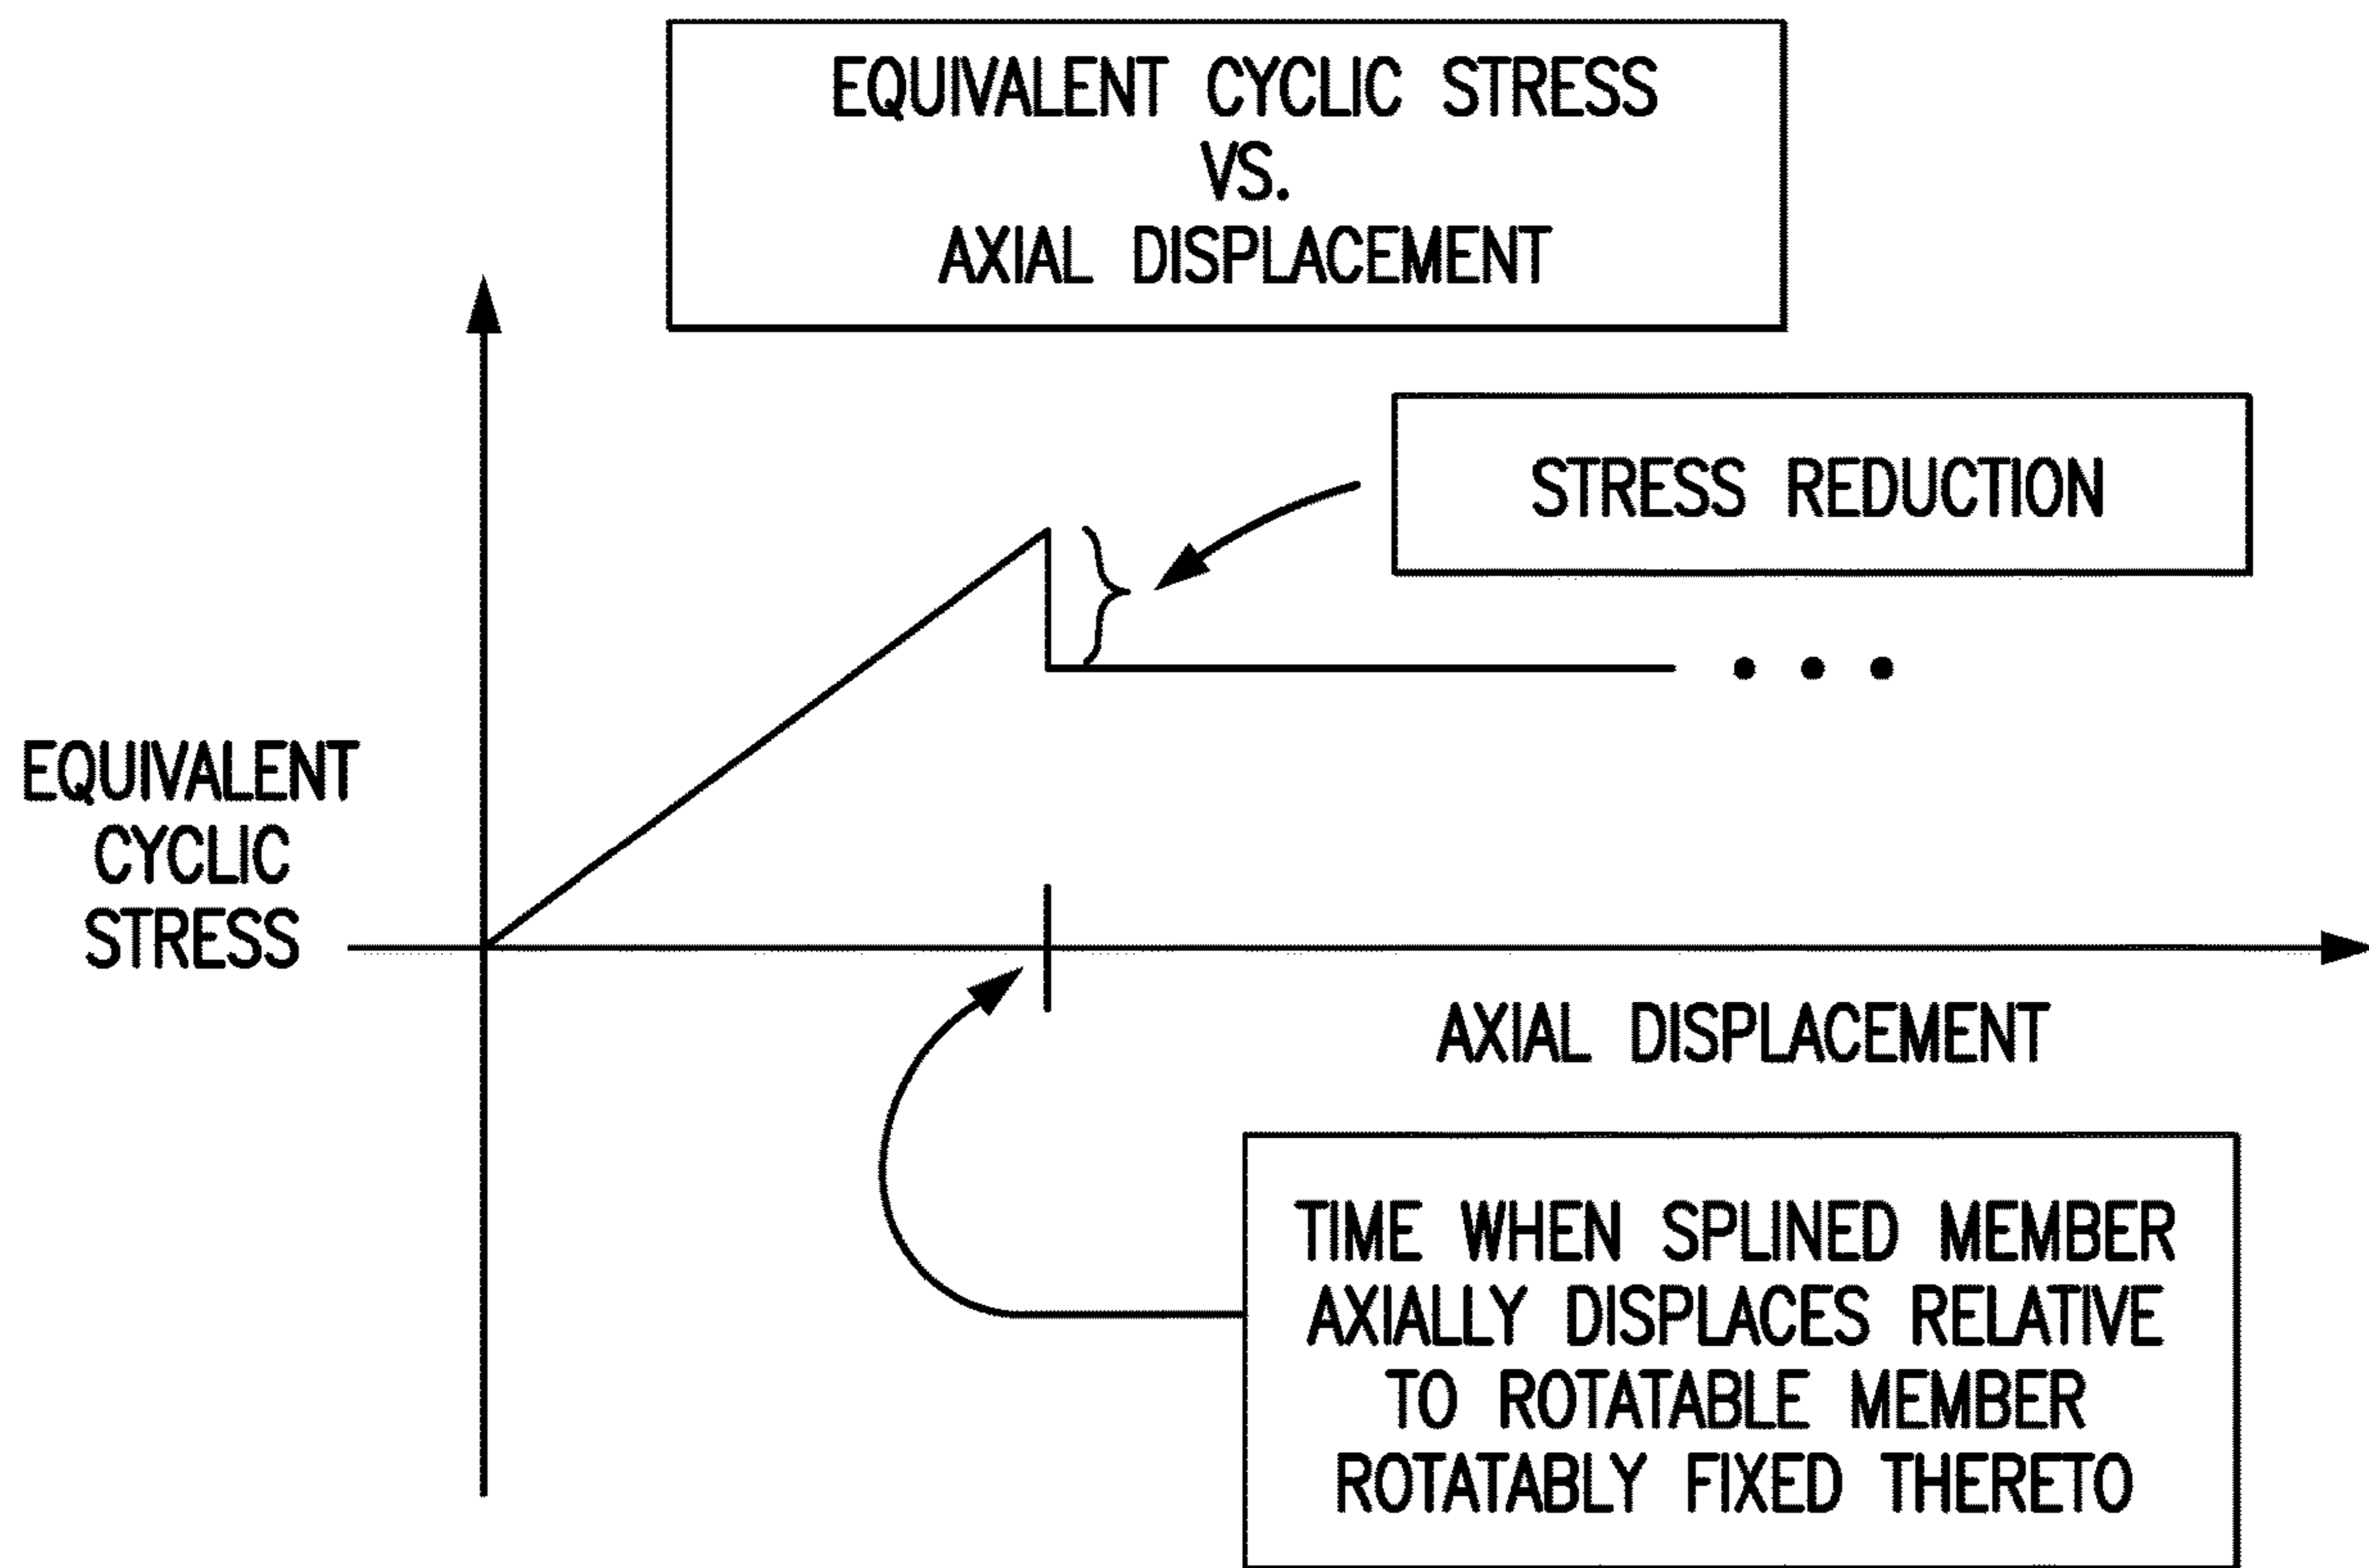 EQUIVALENT CYCLIC STRESS
VS.
AXIAL DISPLACEMENT
STRESS REDUCTION
EQUIVALENT
CYCLIC
STRESS
AXIAL DISPLACEMENT
TIME WHEN SPLINED MEMBER
AXIALLY DISPLACES RELATIVE
TO ROTATABLE MEMBER
ROTATABLY FIXED THERETO